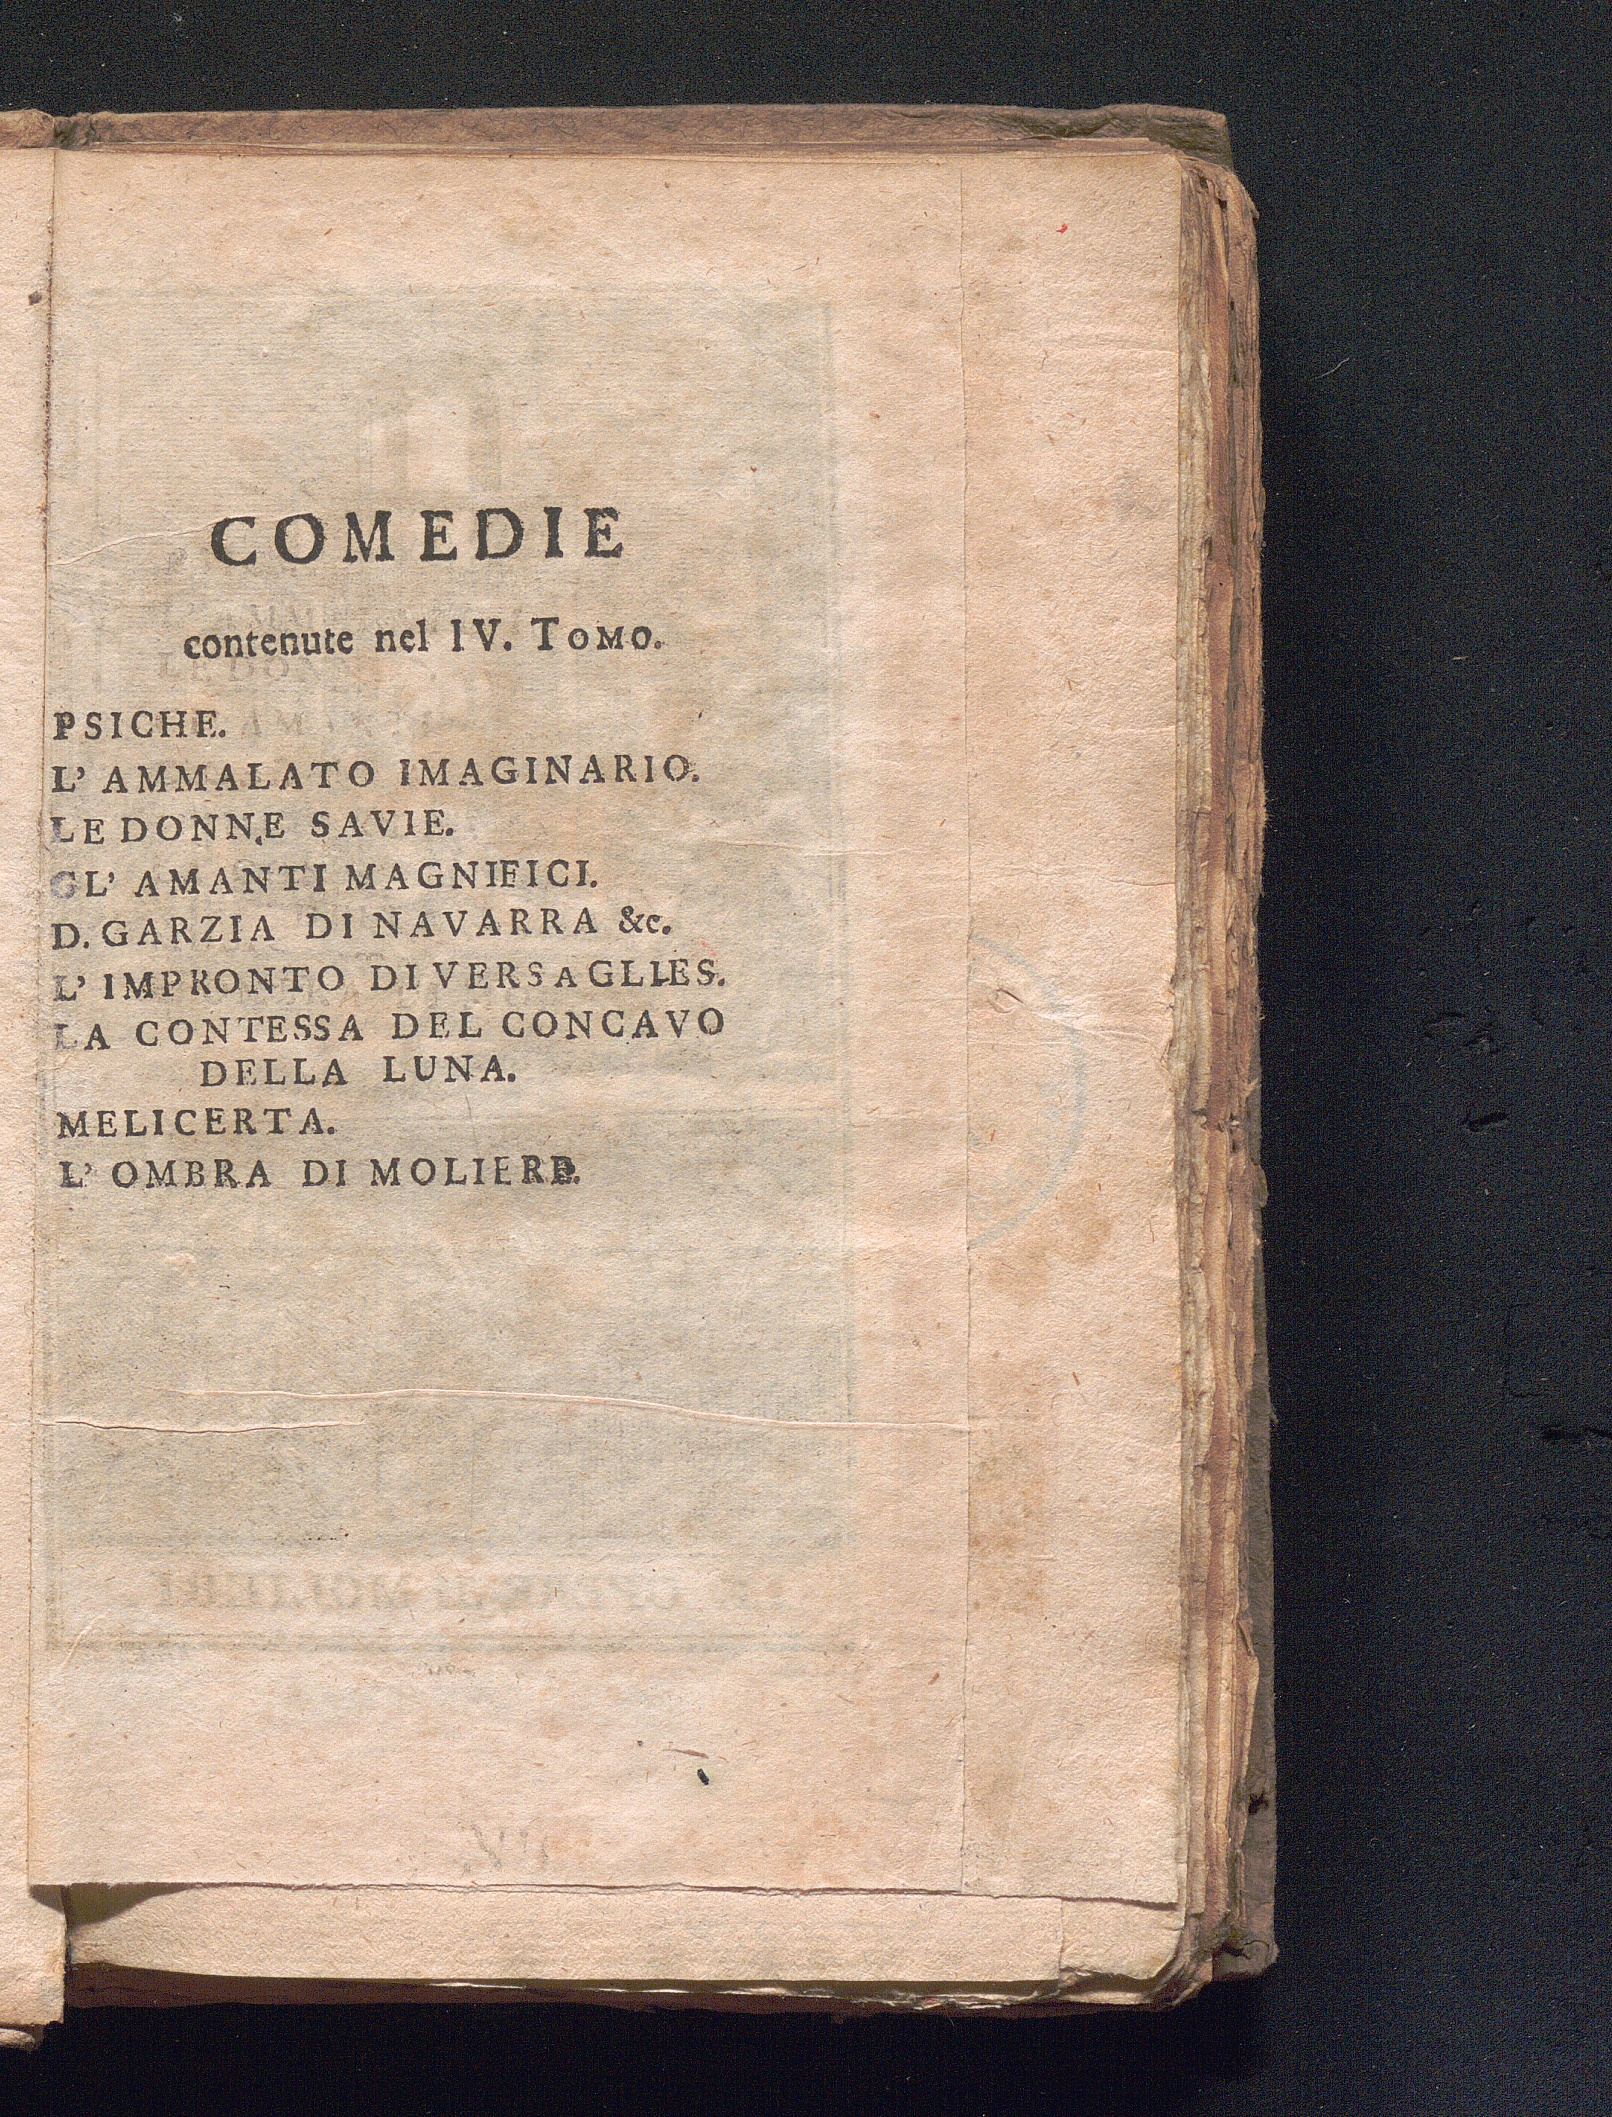 COMEDIE
contenute nel IV. TOMO.
PSICHE.
L' AMMALATO IMAGINARIO.
LE DONNE SAVIE.
GL' AMANTI MAGNIFICI.
D. GARZIA DI NAVARRA &c.
L' IMPRONTO DI VERSAGLIES.
LA CONTESSA DEL CONCAVO
DELLA LUNA.
MELICERTA.
L' OMBRA DI MOLIERE.